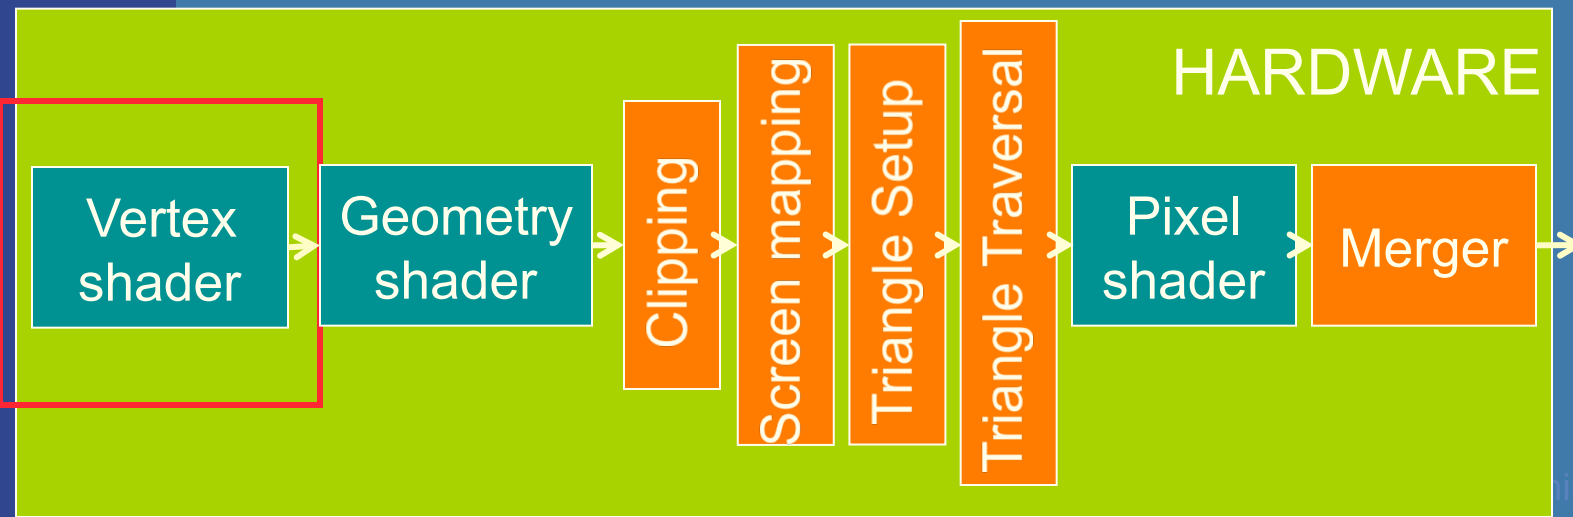 HARDWARE
Vertex
shader
Geometry
shader
Clipping
Screen mapping
Triangle Setup
Triangle Traversal
Pixel
shader
Merger